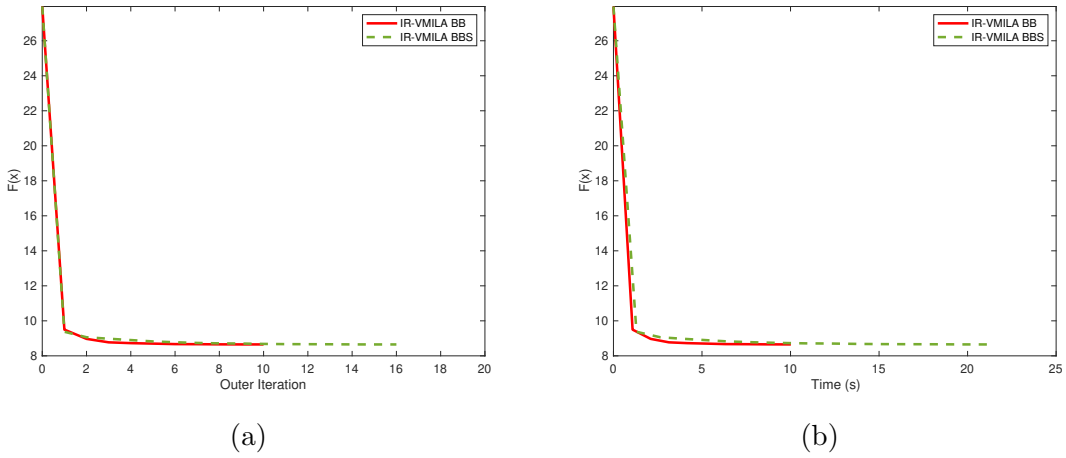 IR-VMILA BB
IR-VMILA BBS
26
24
22
20
18
16
14
12
10
8
F(x)
0 2 4 6 8 10 12 14 16 18 20
Outer Iteration
(a)
IR-VMILA BB
IR-VMILA BBS
26
24
22
20
18
16
14
12
10
8
F(x)
0 5 10 15 20 25
Time (s)
(b)